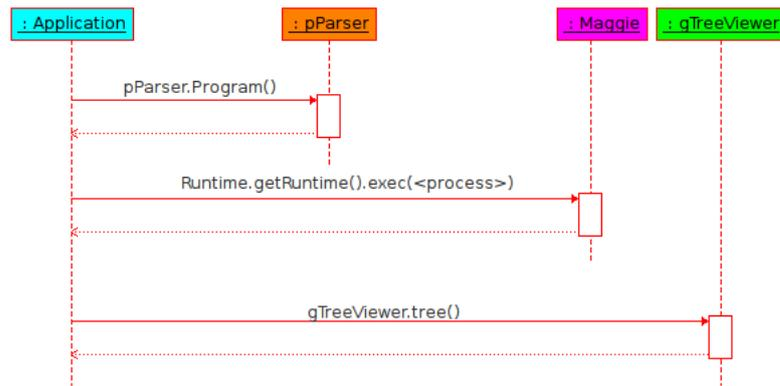 : Application
: pParser
: Maggie
: gTreeViewer
pParser.Program()
Runtime.getRuntime().exec(<process>)
gTreeViewer.tree()